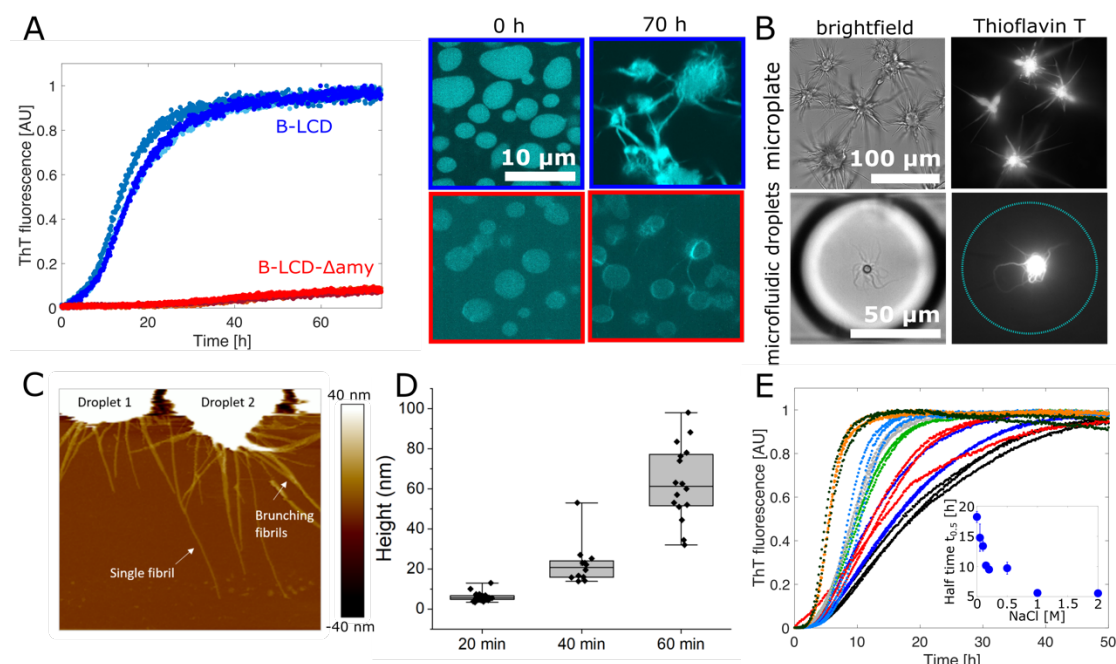 A
ThT fluorescence [AU]
1
0.8
0.6
0.4
0.2
0
0
20
40
60
Time [h]
B-LCD
B-LCD-Δamy
0 h
70 h
10 µm
B
brightfield
Thioflavin T
microplate
100 µm
microfluidic droplets
50 µm
C
Droplet 1
Droplet 2
Brunching
fibrils
Single fibril
40 nm
-40 nm
D
Height (nm)
100
80
60
40
20
0
20 min
40 min
60 min
E
ThT fluorescence [AU]
1
0.8
0.6
0.4
0.2
0
0
10
20
30
40
50
Time [h]
Half time t0.5 [h]
20
15
10
5
0
0.5
1
1.5
2
NaCl [M]